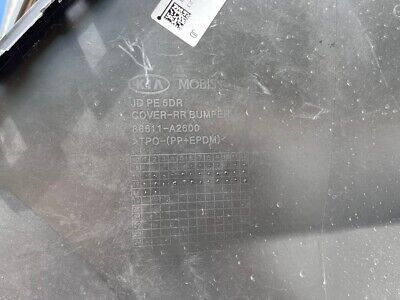 KIA MOBIS
JD PE 5DR
COVER-RR BUMPER
86611-A2600
>TPO-(PP+EPDM)<